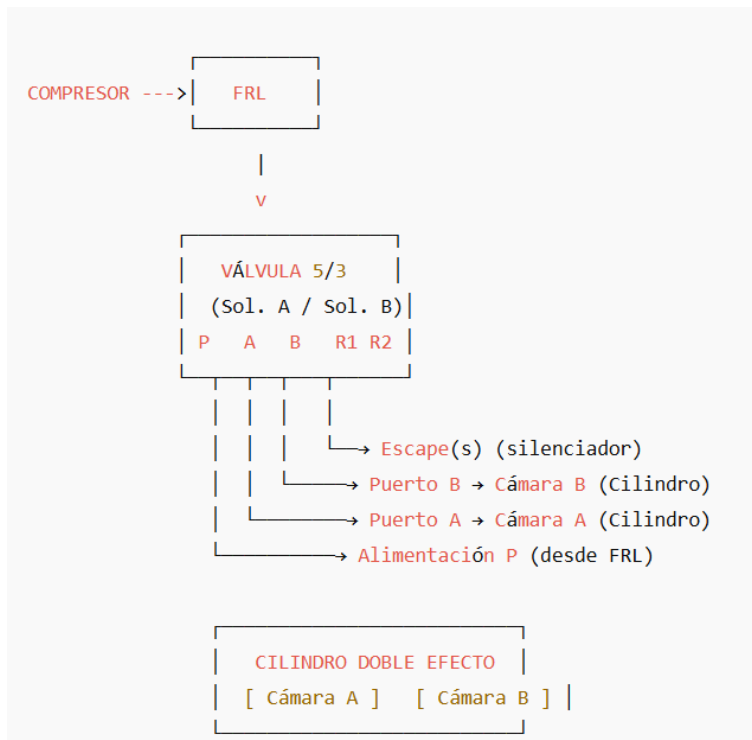 COMPRESOR --->│ FRL │
v
VÁLVULA 5/3
(Sol. A / Sol. B)
P A B R1 R2
→ Escape(s) (silenciador)
→ Puerto B → Cámara B (Cilindro)
→ Puerto A → Cámara A (Cilindro)
→ Alimentación P (desde FRL)
CILINDRO DOBLE EFECTO
[ Cámara A ] [ Cámara B ]